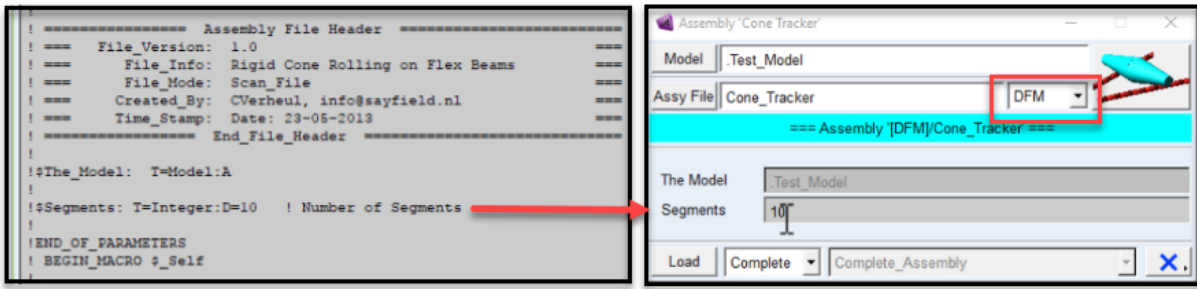 !
! ================= Assembly File Header =========================
! ===    File_Version:  1.0                                    ===
! ===       File_Info:  Rigid Cone Rolling on Flex Beams       ===
! ===       File_Mode:  Scan_File                              ===
! ===      Created_By:  CVerheul, info@sayfield.nl             ===
! ===      Time_Stamp:  Date: 23-05-2013                       ===
! ==================== End_File_Header ===========================
!
!$The_Model:  T=Model:A
!
!$Segments: T=Integer:D=10   ! Number of Segments
!
!END_OF_PARAMETERS
! BEGIN_MACRO $_Self
!
Assembly 'Cone Tracker'
Model .Test_Model
Assy File Cone_Tracker DFM
=== Assembly '[DFM]/Cone_Tracker' ===
The Model .Test_Model
Segments 10
Load Complete Complete_Assembly